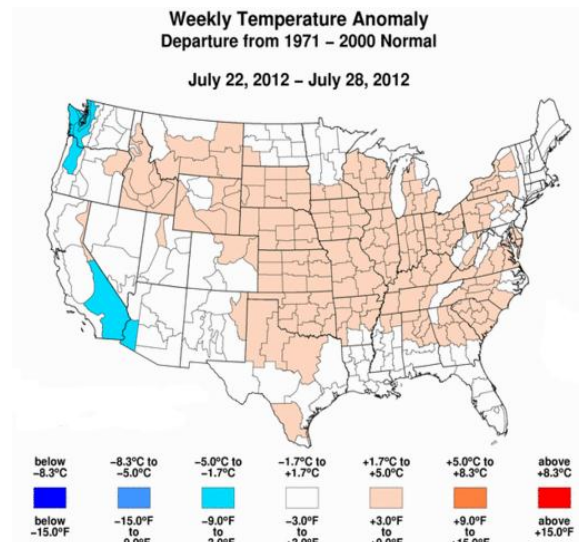 Weekly Temperature Anomaly
Departure from 1971 – 2000 Normal
July 22, 2012 – July 28, 2012
below −8.3°C
−8.3°C to −5.0°C
−5.0°C to −1.7°C
−1.7°C to +1.7°C
+1.7°C to +5.0°C
+5.0°C to +8.3°C
above +8.3°C
below −15.0°F
−15.0°F to
−9.0°F to
−3.0°F to
+3.0°F to
+9.0°F to
above +15.0°F